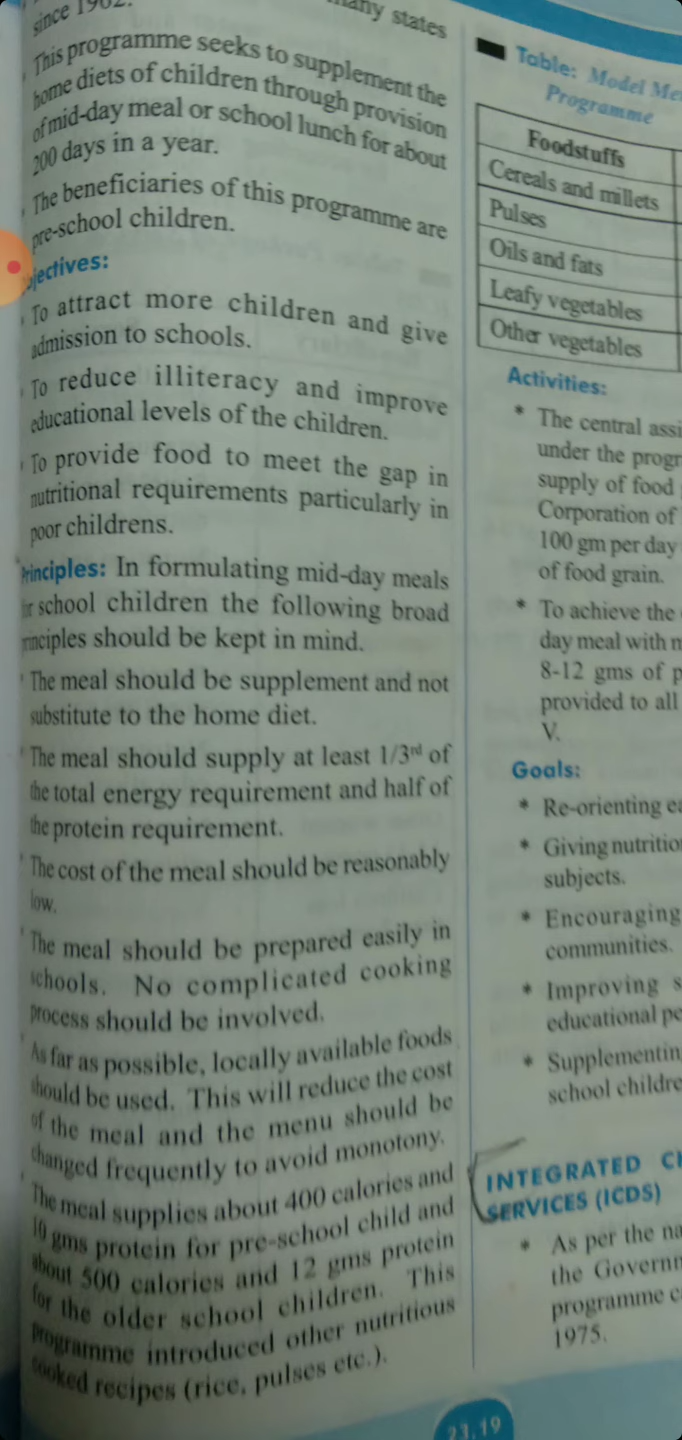 since 1962.
many states
This programme seeks to supplement the
home diets of children through provision
of mid-day meal or school lunch for about
200 days in a year.
The beneficiaries of this programme are
pre-school children.
jectives:
To attract more children and give
admission to schools.
To reduce illiteracy and improve
educational levels of the children.
To provide food to meet the gap in
nutritional requirements particularly in
poor childrens.
Principles: In formulating mid-day meals
for school children the following broad
principles should be kept in mind.
The meal should be supplement and not
substitute to the home diet.
The meal should supply at least 1/3rd of
the total energy requirement and half of
the protein requirement.
The cost of the meal should be reasonably
low.
The meal should be prepared easily in
schools. No complicated cooking
process should be involved.
As far as possible, locally available foods
should be used. This will reduce the cost
of the meal and the menu should be
changed frequently to avoid monotony.
The meal supplies about 400 calories and
10 gms protein for pre-school child and
about 500 calories and 12 gms protein
for the older school children. This
programme introduced other nutritious
cooked recipes (rice, pulses etc.).
Table: Model Me
Programme
Foodstuffs
Cereals and millets
Pulses
Oils and fats
Leafy vegetables
Other vegetables
Activities:
* The central assi
under the progr
supply of food
Corporation of
100 gm per day
of food grain.
* To achieve the
day meal with
8-12 gms of p
provided to all
V.
Goals:
* Re-orienting
* Giving nutritio
subjects.
* Encouraging
communities.
* Improving s
educational pe
* Supplementin
school childre
INTEGRATED
SERVICES (ICDS)
* As per the na
the Governm
programme
1975.
23.19